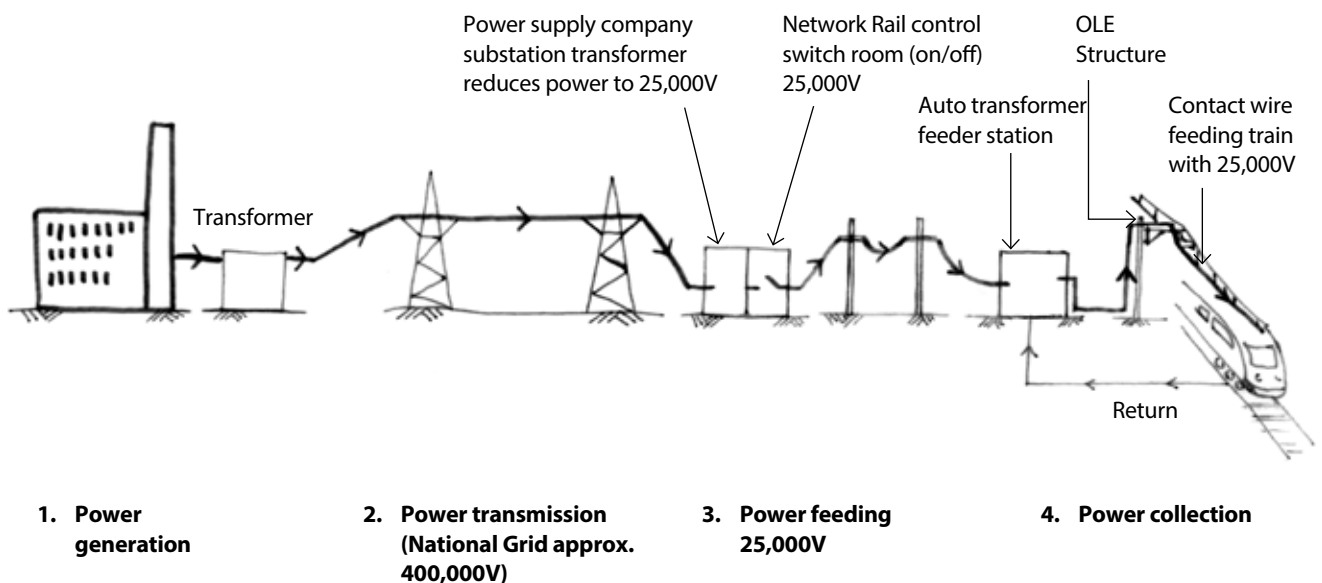 Power supply company
substation transformer
reduces power to 25,000V
Network Rail control
switch room (on/off)
25,000V
OLE
Structure
Auto transformer
feeder station
Contact wire
feeding train
with 25,000V
Transformer
Return
1. Power
generation
2. Power transmission
(National Grid approx.
400,000V)
3. Power feeding
25,000V
4. Power collection